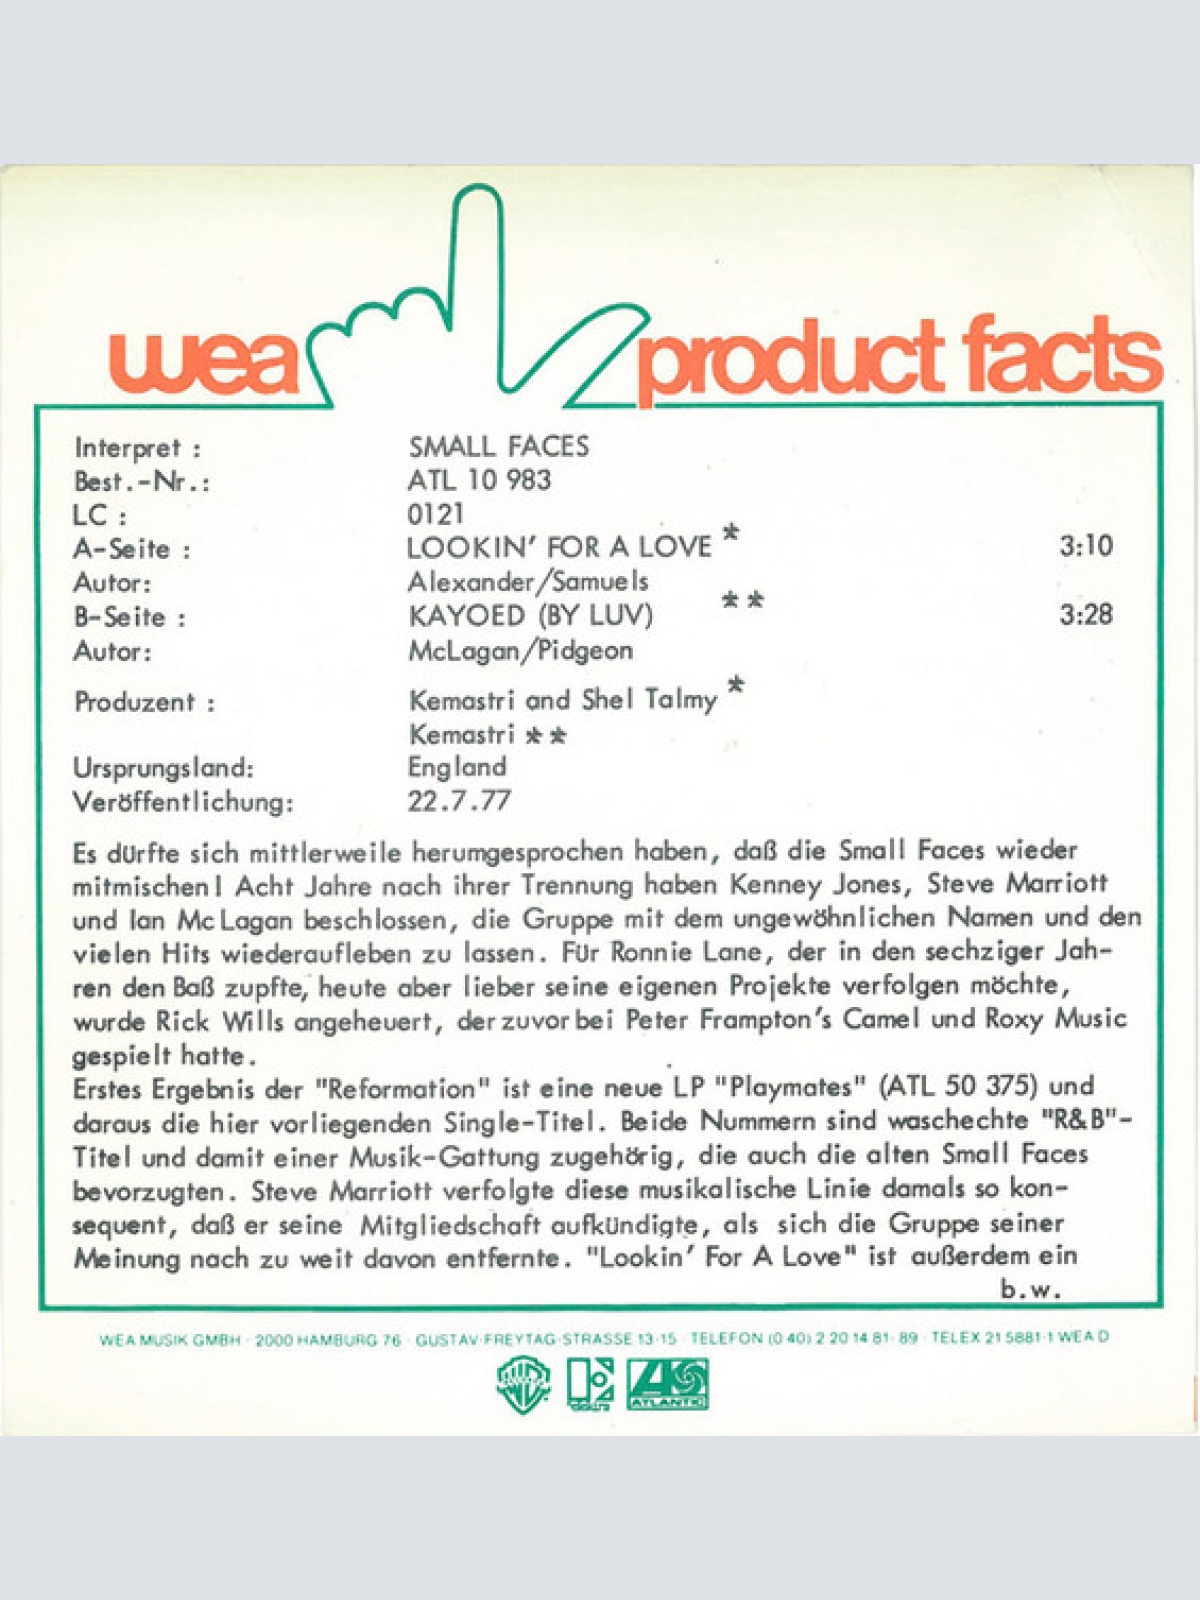 wea product facts
Interpret : SMALL FACES
Best.-Nr.: ATL 10 983
LC : 0121
A-Seite : LOOKIN' FOR A LOVE * 3:10
Autor: Alexander/Samuels
B-Seite : KAYOED (BY LUV) ** 3:28
Autor: McLagan/Pidgeon
Produzent : Kemastri and Shel Talmy *
Kemastri **
Ursprungsland: England
Veröffentlichung: 22.7.77
Es dürfte sich mittlerweile herumgesprochen haben, daß die Small Faces wieder
mitmischen! Acht Jahre nach ihrer Trennung haben Kenney Jones, Steve Marriott
und Ian McLagan beschlossen, die Gruppe mit dem ungewöhnlichen Namen und den
vielen Hits wiederaufleben zu lassen. Für Ronnie Lane, der in den sechziger Jah-
ren den Baß zupfte, heute aber lieber seine eigenen Projekte verfolgen möchte,
wurde Rick Wills angeheuert, der zuvor bei Peter Frampton's Camel und Roxy Music
gespielt hatte.
Erstes Ergebnis der "Reformation" ist eine neue LP "Playmates" (ATL 50 375) und
daraus die hier vorliegenden Single-Titel. Beide Nummern sind waschechte "R&B"-
Titel und damit einer Musik-Gattung zugehörig, die auch die alten Small Faces
bevorzugten. Steve Marriott verfolgte diese musikalische Linie damals so kon-
sequent, daß er seine Mitgliedschaft aufkündigte, als sich die Gruppe seiner
Meinung nach zu weit davon entfernte. "Lookin' For A Love" ist außerdem ein
b.w.
WEA MUSIK GMBH · 2000 HAMBURG 76 · GUSTAV-FREYTAG-STRASSE 13-15 · TELEFON (0 40) 2 20 14 81- 89 · TELEX 21 5881-1 WEA D
ATLANTIC